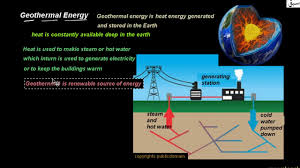 Geothermal Energy
Geothermal energy is heat energy generated
and stored in the Earth
heat is constantly available deep in the earth
Heat is used to make steam or hot water
which inturn is used to generate electricity
or to keep the buildings warm
Geothermal is renewable source of energy
generating
station
steam
and
hot water
cold
water
pumped
down
copyrights publicdomain